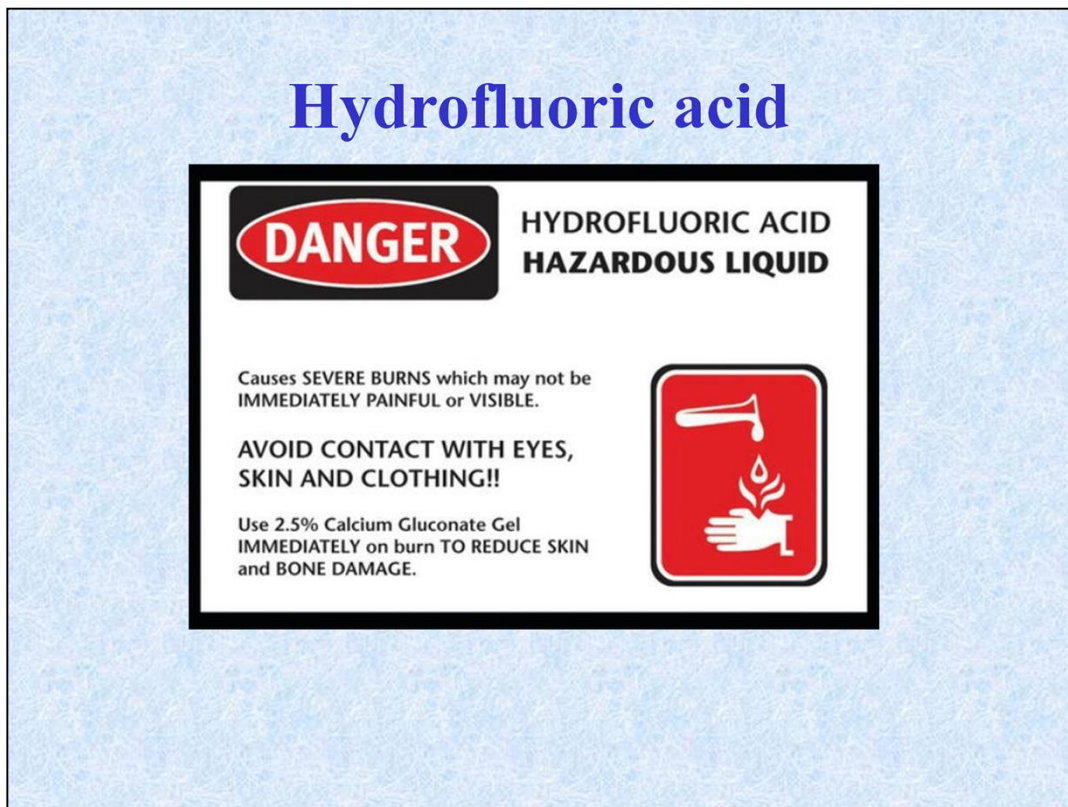 Hydrofluoric acid
DANGER
HYDROFLUORIC ACID
HAZARDOUS LIQUID
Causes SEVERE BURNS which may not be
IMMEDIATELY PAINFUL or VISIBLE.
AVOID CONTACT WITH EYES,
SKIN AND CLOTHING!!
Use 2.5% Calcium Gluconate Gel
IMMEDIATELY on burn TO REDUCE SKIN
and BONE DAMAGE.